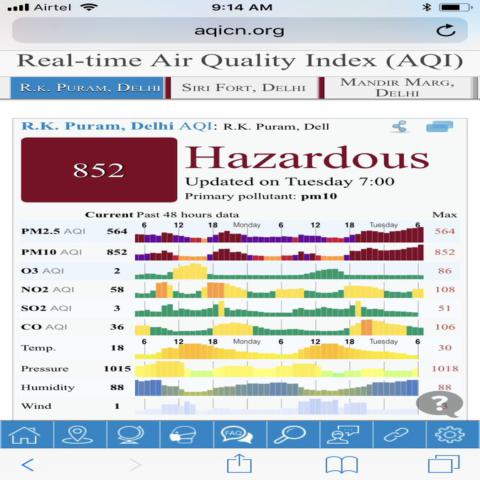 Airtel 9:14 AM
aqicn.org
Real-time Air Quality Index (AQI)
R.K. Puram, Delhi Siri Fort, Delhi Mandir Marg, Delhi
R.K. Puram, Delhi AQI: R.K. Puram, Dell
852 Hazardous
Updated on Tuesday 7:00
Primary pollutant: pm10
Current Past 48 hours data Max
6 12 18 Monday 6 12 18 Tuesday 6
PM2.5 AQI 564 564
PM10 AQI 852 852
O3 AQI 2 86
NO2 AQI 58 108
SO2 AQI 3 51
CO AQI 36 106
6 12 18 Monday 6 12 18 Tuesday 6
Temp. 18 30
Pressure 1015 1018
Humidity 88 88
Wind 1
?
FAQ